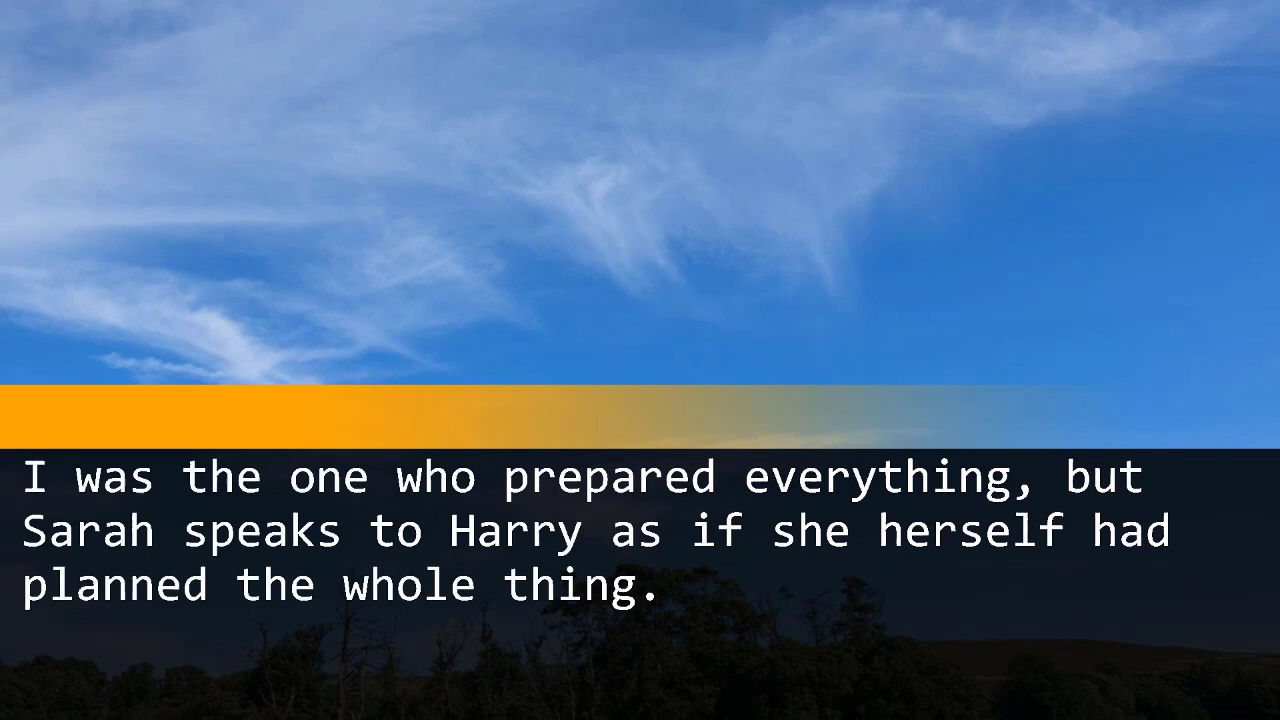 I was the one who prepared everything, but
Sarah speaks to Harry as if she herself had
planned the whole thing.